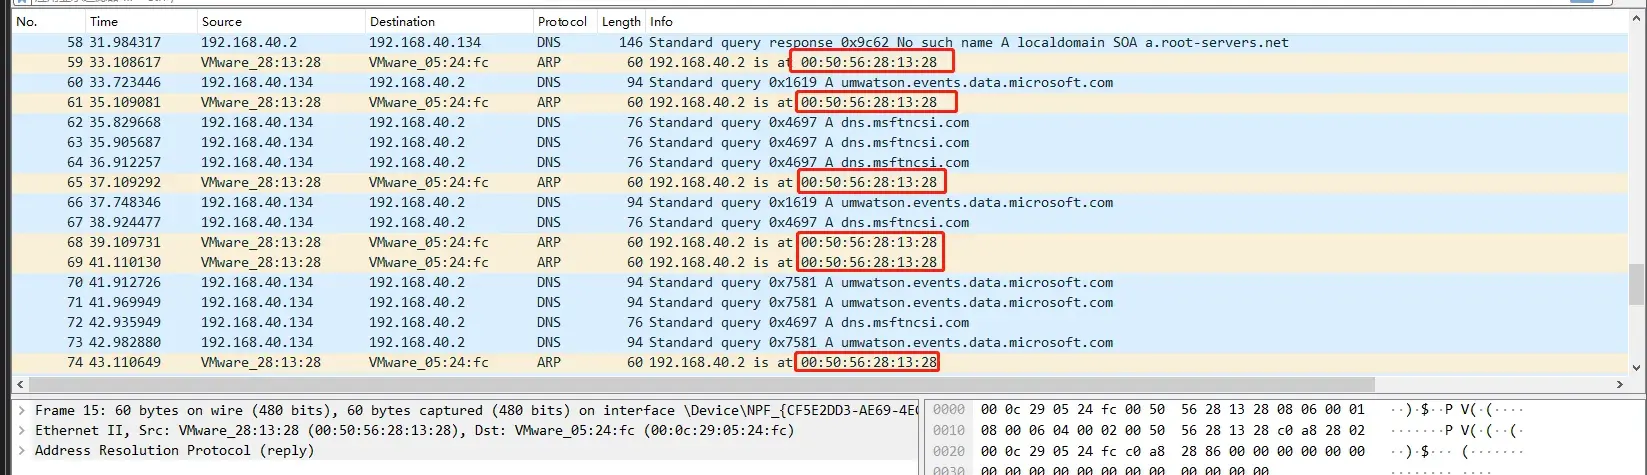 No. Time Source Destination Protocol Length Info
58 31.984317 192.168.40.2 192.168.40.134 DNS 146 Standard query response 0x9c62 No such name A localdomain SOA a.root-servers.net
59 33.108617 VMware_28:13:28 VMware_05:24:fc ARP 60 192.168.40.2 is at 00:50:56:28:13:28
60 33.723446 192.168.40.134 192.168.40.2 DNS 94 Standard query 0x1619 A umwatson.events.data.microsoft.com
61 35.109081 VMware_28:13:28 VMware_05:24:fc ARP 60 192.168.40.2 is at 00:50:56:28:13:28
62 35.829668 192.168.40.134 192.168.40.2 DNS 76 Standard query 0x4697 A dns.msftncsi.com
63 35.905687 192.168.40.134 192.168.40.2 DNS 76 Standard query 0x4697 A dns.msftncsi.com
64 36.912257 192.168.40.134 192.168.40.2 DNS 76 Standard query 0x4697 A dns.msftncsi.com
65 37.109292 VMware_28:13:28 VMware_05:24:fc ARP 60 192.168.40.2 is at 00:50:56:28:13:28
66 37.748346 192.168.40.134 192.168.40.2 DNS 94 Standard query 0x1619 A umwatson.events.data.microsoft.com
67 38.924477 192.168.40.134 192.168.40.2 DNS 76 Standard query 0x4697 A dns.msftncsi.com
68 39.109731 VMware_28:13:28 VMware_05:24:fc ARP 60 192.168.40.2 is at 00:50:56:28:13:28
69 41.110130 VMware_28:13:28 VMware_05:24:fc ARP 60 192.168.40.2 is at 00:50:56:28:13:28
70 41.912726 192.168.40.134 192.168.40.2 DNS 94 Standard query 0x7581 A umwatson.events.data.microsoft.com
71 41.969949 192.168.40.134 192.168.40.2 DNS 94 Standard query 0x7581 A umwatson.events.data.microsoft.com
72 42.935949 192.168.40.134 192.168.40.2 DNS 76 Standard query 0x4697 A dns.msftncsi.com
73 42.982880 192.168.40.134 192.168.40.2 DNS 94 Standard query 0x7581 A umwatson.events.data.microsoft.com
74 43.110649 VMware_28:13:28 VMware_05:24:fc ARP 60 192.168.40.2 is at 00:50:56:28:13:28
Frame 15: 60 bytes on wire (480 bits), 60 bytes captured (480 bits) on interface \Device\NPF_{CF5E2DD3-AE69-4E
Ethernet II, Src: VMware_28:13:28 (00:50:56:28:13:28), Dst: VMware_05:24:fc (00:0c:29:05:24:fc)
Address Resolution Protocol (reply)
0000 00 0c 29 05 24 fc 00 50 56 28 13 28 08 06 00 01 ··)·$··P V(·(····
0010 08 00 06 04 00 02 00 50 56 28 13 28 c0 a8 28 02 ·······P V(·(··(·
0020 00 0c 29 05 24 fc c0 a8 28 86 00 00 00 00 00 00 ··)·$··· (·······
0030 00 00 00 00 00 00 00 00 00 00 00 00 ········ ····